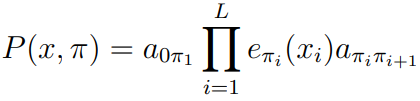 P(x, π) = a_{0π_1} ∏_{i=1}^{L} e_{π_i}(x_i) a_{π_i π_{i+1}}